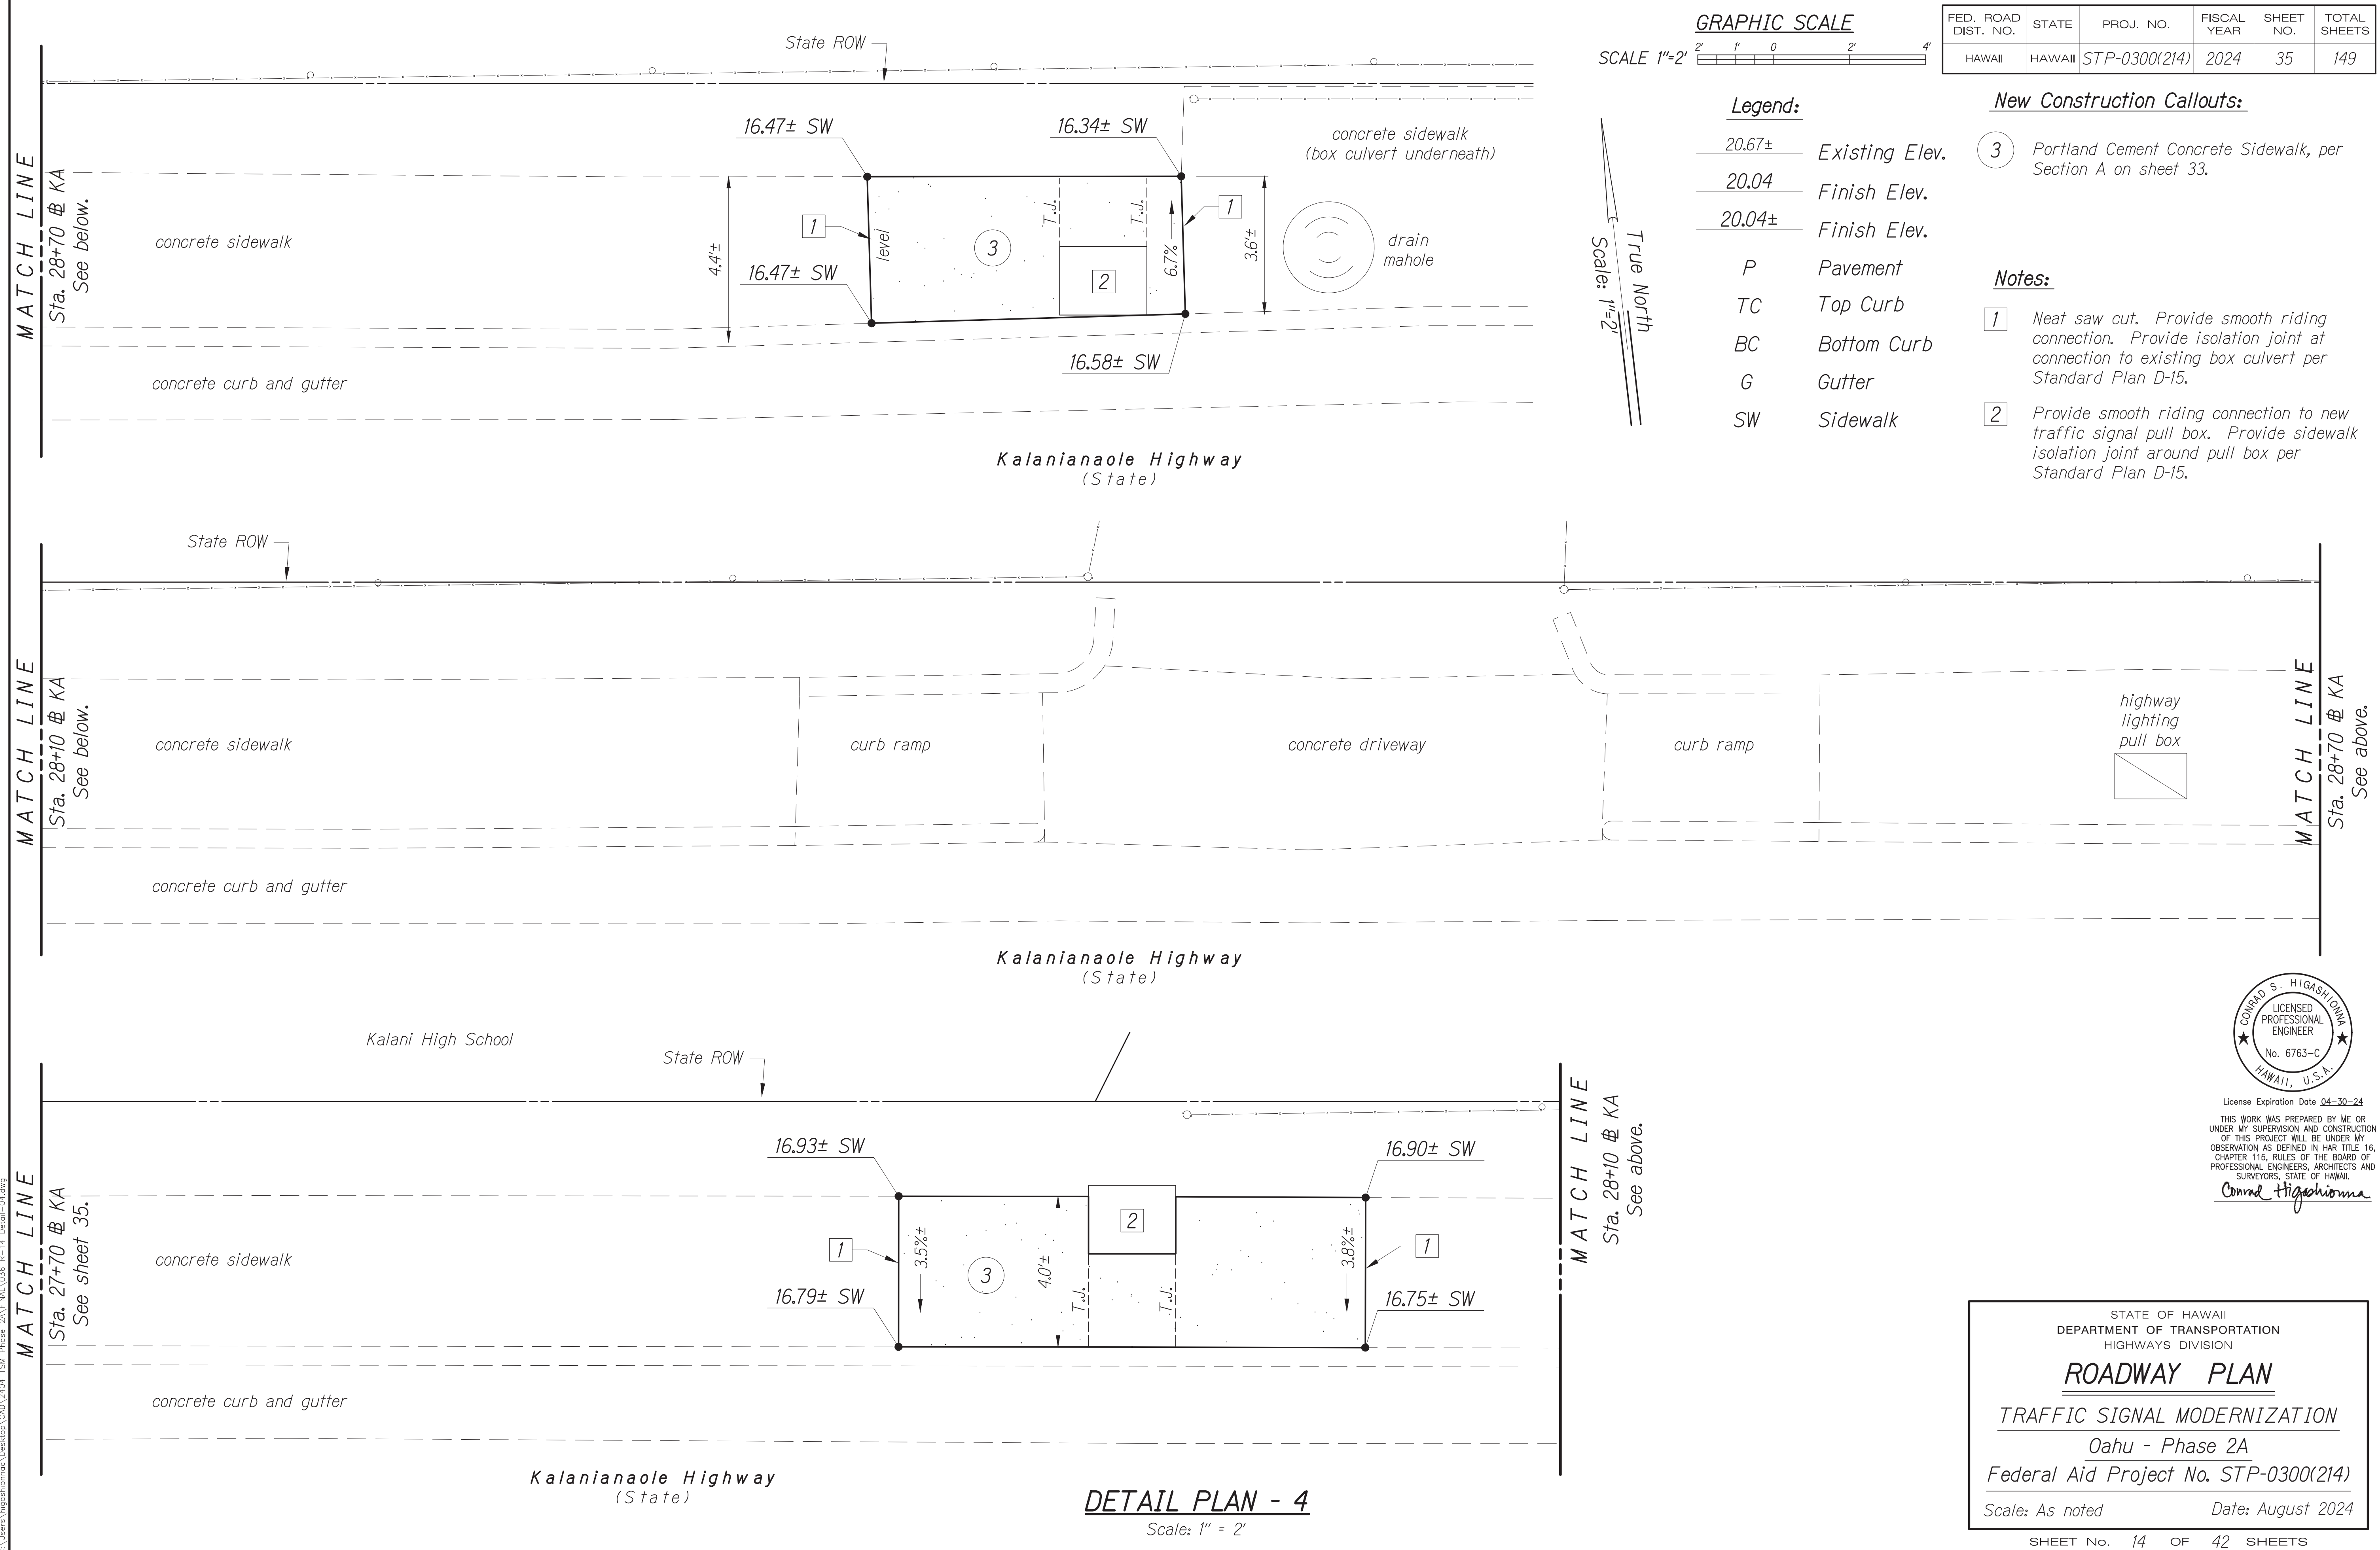 GRAPHIC SCALE
SCALE 1"=2'
2' 1' 0 2' 4'
FED. ROAD DIST. NO. STATE PROJ. NO. FISCAL YEAR SHEET NO. TOTAL SHEETS
HAWAII HAWAII STP-0300(214) 2024 35 149
Legend:
20.67± Existing Elev.
20.04 Finish Elev.
20.04± Finish Elev.
P Pavement
TC Top Curb
BC Bottom Curb
G Gutter
SW Sidewalk
New Construction Callouts:
3 Portland Cement Concrete Sidewalk, per
Section A on sheet 33.
Notes:
1 Neat saw cut. Provide smooth riding
connection. Provide isolation joint at
connection to existing box culvert per
Standard Plan D-15.
2 Provide smooth riding connection to new
traffic signal pull box. Provide sidewalk
isolation joint around pull box per
Standard Plan D-15.
True North
Scale: 1"=2'
State ROW
MATCH LINE
Sta. 28+70 BL KA
See below.
16.47± SW
16.34± SW
concrete sidewalk
(box culvert underneath)
concrete sidewalk
4.4'±
1
level
3
T.J.
T.J.
2
6.7%
1
3.6'±
drain
mahole
16.47± SW
16.58± SW
concrete curb and gutter
Kalanianaole Highway
(State)
State ROW
MATCH LINE
Sta. 28+10 BL KA
See below.
concrete sidewalk
curb ramp
concrete driveway
curb ramp
highway
lighting
pull box
MATCH LINE
Sta. 28+70 BL KA
See above.
concrete curb and gutter
Kalanianaole Highway
(State)
Kalani High School
State ROW
MATCH LINE
Sta. 27+70 BL KA
See sheet 35.
16.93± SW
16.90± SW
concrete sidewalk
1
3.5%±
3
4.0'±
T.J.
2
T.J.
3.8%±
1
16.79± SW
16.75± SW
MATCH LINE
Sta. 28+10 BL KA
See above.
concrete curb and gutter
Kalanianaole Highway
(State)
DETAIL PLAN - 4
Scale: 1" = 2'
CONRAD S. HIGASHIONNA
LICENSED
PROFESSIONAL
ENGINEER
No. 6763-C
HAWAII, U.S.A.
License Expiration Date 04-30-24
THIS WORK WAS PREPARED BY ME OR
UNDER MY SUPERVISION AND CONSTRUCTION
OF THIS PROJECT WILL BE UNDER MY
OBSERVATION AS DEFINED IN HAR TITLE 16,
CHAPTER 115, RULES OF THE BOARD OF
PROFESSIONAL ENGINEERS, ARCHITECTS AND
SURVEYORS, STATE OF HAWAII.
Conrad Higashionna
STATE OF HAWAII
DEPARTMENT OF TRANSPORTATION
HIGHWAYS DIVISION
ROADWAY PLAN
TRAFFIC SIGNAL MODERNIZATION
Oahu - Phase 2A
Federal Aid Project No. STP-0300(214)
Scale: As noted Date: August 2024
SHEET No. 14 OF 42 SHEETS